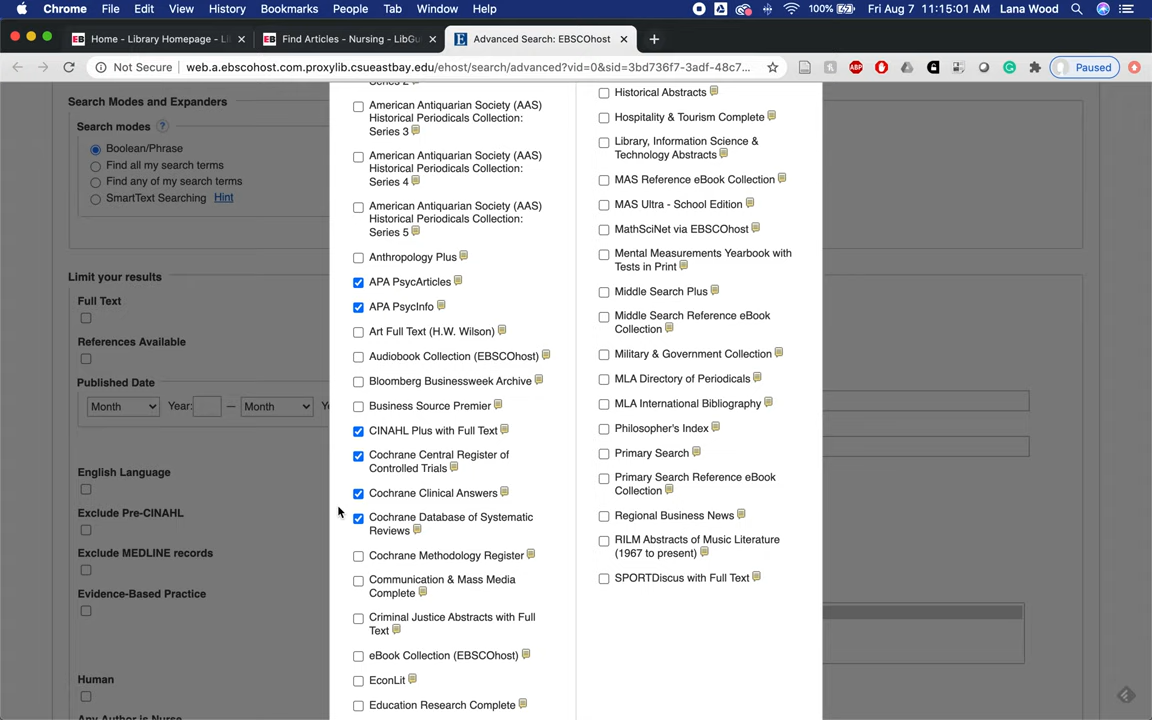 Chrome File Edit View History Bookmarks People Tab Window Help 100% Fri Aug 7 11:15:01 AM Lana Wood
Home - Library Homepage - Li
Find Articles - Nursing - LibGu
Advanced Search: EBSCOhost
Not Secure web.a.ebscohost.com.proxylib.csueastbay.edu/ehost/search/advanced?vid=0&sid=3bd736f7-3adf-48c7... ABP Paused
Search Modes and Expanders
Search modes ?
Boolean/Phrase
Find all my search terms
Find any of my search terms
SmartText Searching Hint
Limit your results
Full Text
References Available
Published Date
Month Year: — Month
English Language
Exclude Pre-CINAHL
Exclude MEDLINE records
Evidence-Based Practice
Human
Any Author is Nurse
Series 2
American Antiquarian Society (AAS)
Historical Periodicals Collection:
Series 3
American Antiquarian Society (AAS)
Historical Periodicals Collection:
Series 4
American Antiquarian Society (AAS)
Historical Periodicals Collection:
Series 5
Anthropology Plus
APA PsycArticles
APA PsycInfo
Art Full Text (H.W. Wilson)
Audiobook Collection (EBSCOhost)
Bloomberg Businessweek Archive
Business Source Premier
CINAHL Plus with Full Text
Cochrane Central Register of
Controlled Trials
Cochrane Clinical Answers
Cochrane Database of Systematic
Reviews
Cochrane Methodology Register
Communication & Mass Media
Complete
Criminal Justice Abstracts with Full
Text
eBook Collection (EBSCOhost)
EconLit
Education Research Complete
Historical Abstracts
Hospitality & Tourism Complete
Library, Information Science &
Technology Abstracts
MAS Reference eBook Collection
MAS Ultra - School Edition
MathSciNet via EBSCOhost
Mental Measurements Yearbook with
Tests in Print
Middle Search Plus
Middle Search Reference eBook
Collection
Military & Government Collection
MLA Directory of Periodicals
MLA International Bibliography
Philosopher's Index
Primary Search
Primary Search Reference eBook
Collection
Regional Business News
RILM Abstracts of Music Literature
(1967 to present)
SPORTDiscus with Full Text